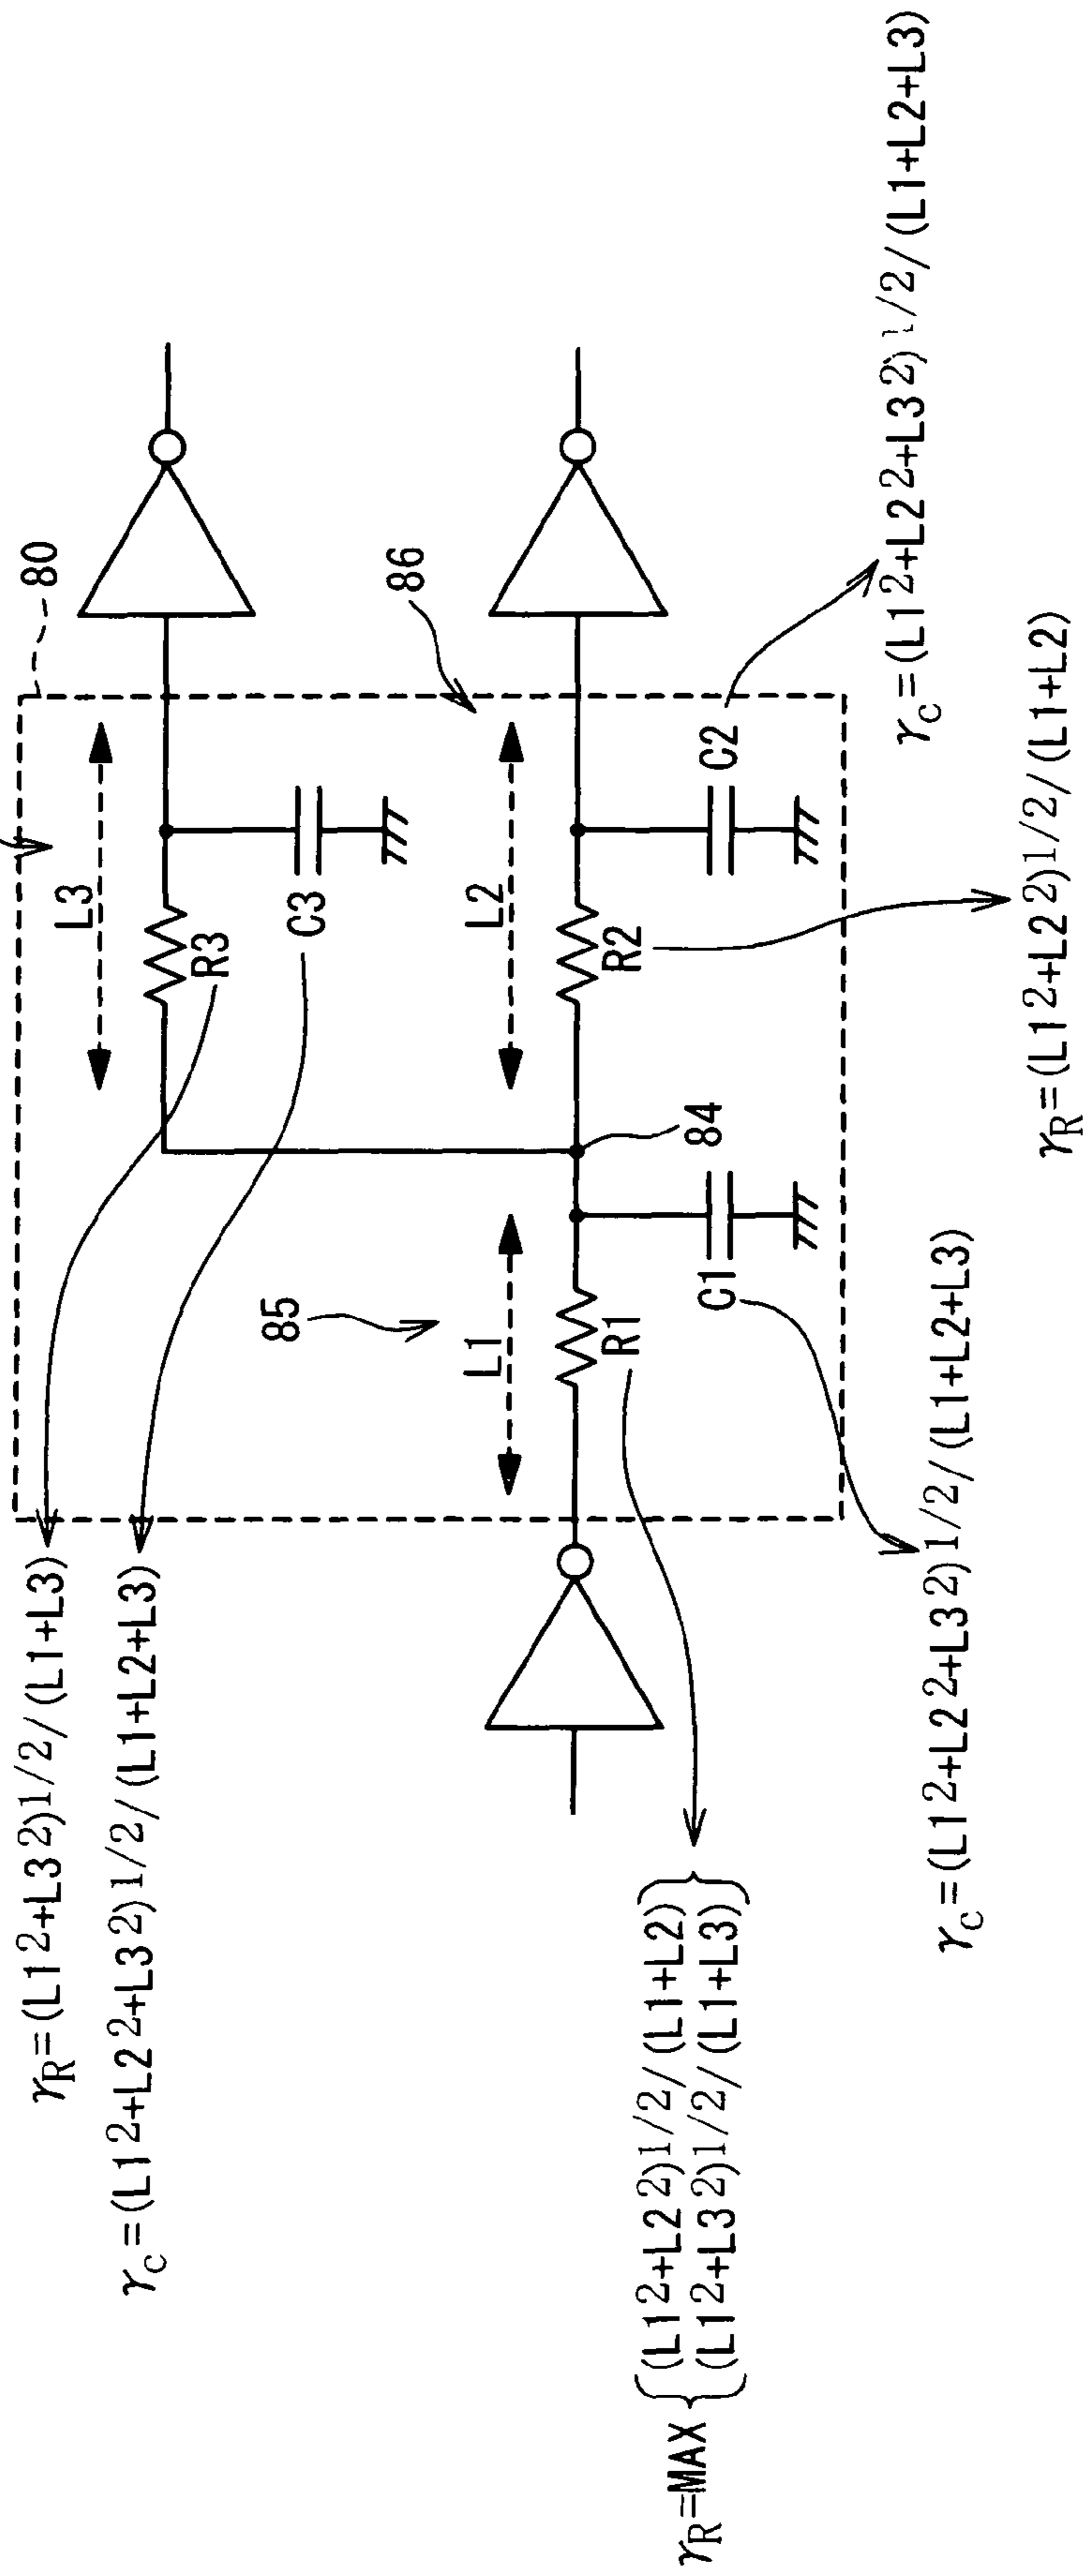 γR=(L1²+L3²)1/2/(L1+L3)
γC=(L1²+L2²+L3²)1/2/(L1+L2+L3)
80
L3
R3
C3
86
85
L1
L2
R1
R2
84
C1
C2
γR=MAX{(L1²+L2²)1/2/(L1+L2)
(L1²+L3²)1/2/(L1+L3)}
γC=(L1²+L2²+L3²)1/2/(L1+L2+L3)
γR=(L1²+L2²)1/2/(L1+L2)
γC=(L1²+L2²+L3²)1/2/(L1+L2+L3)